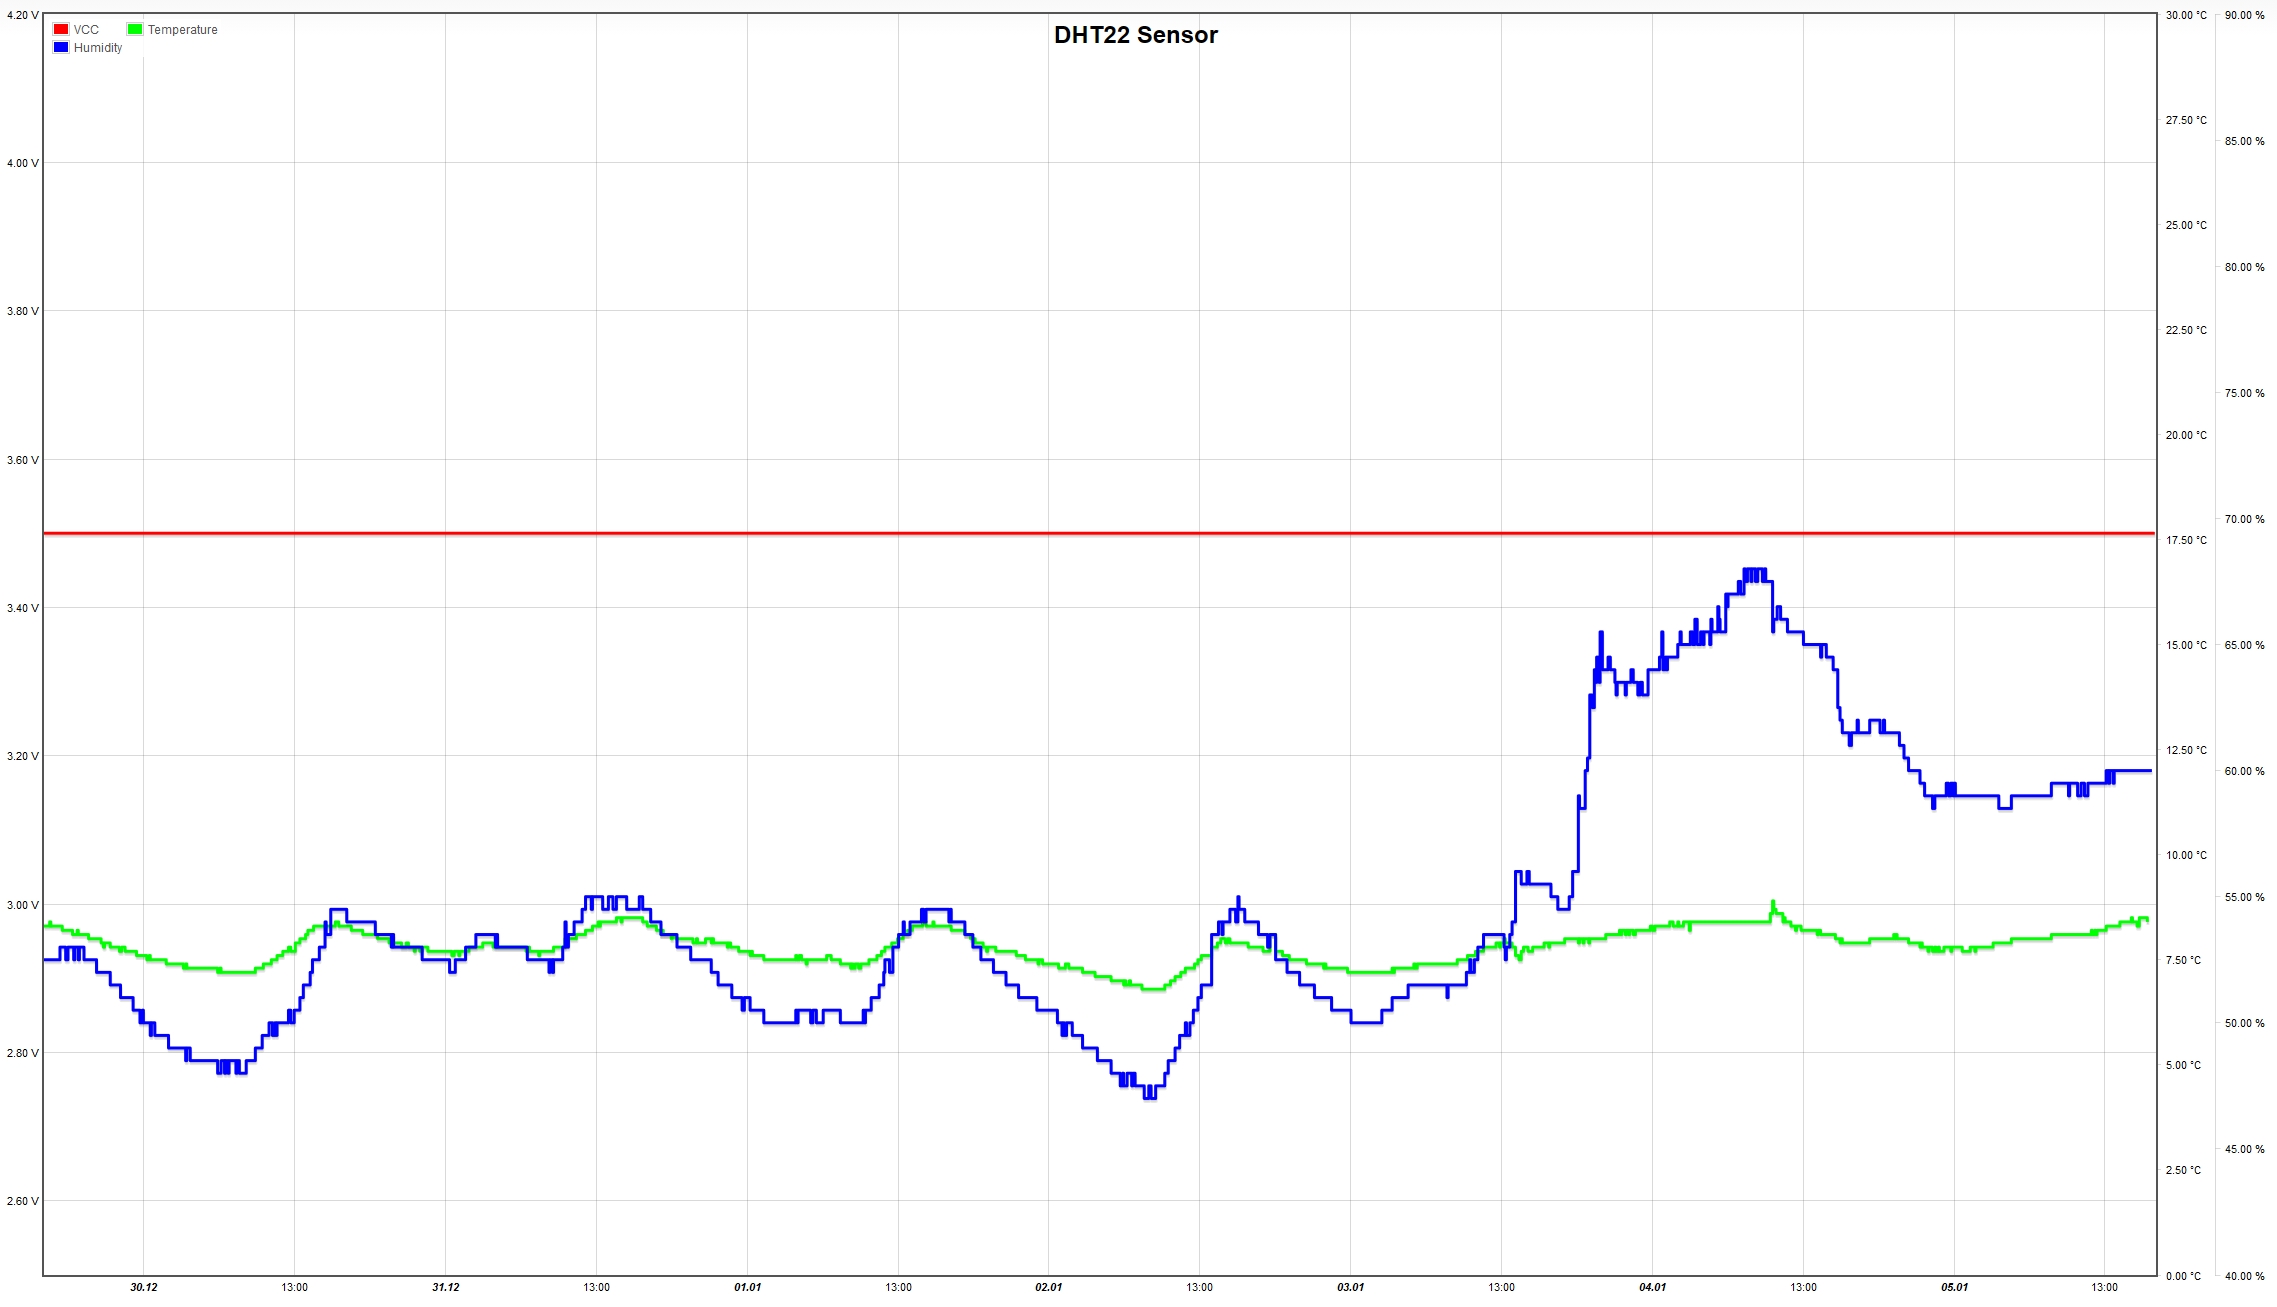 DHT22 Sensor
VCC Temperature
Humidity
4.20 V
4.00 V
3.80 V
3.60 V
3.40 V
3.20 V
3.00 V
2.80 V
2.60 V
30.00 °C
27.50 °C
25.00 °C
22.50 °C
20.00 °C
17.50 °C
15.00 °C
12.50 °C
10.00 °C
7.50 °C
5.00 °C
2.50 °C
0.00 °C
90.00 %
85.00 %
80.00 %
75.00 %
70.00 %
65.00 %
60.00 %
55.00 %
50.00 %
45.00 %
40.00 %
30.12 13:00 31.12 13:00 01.01 13:00 02.01 13:00 03.01 13:00 04.01 13:00 05.01 13:00